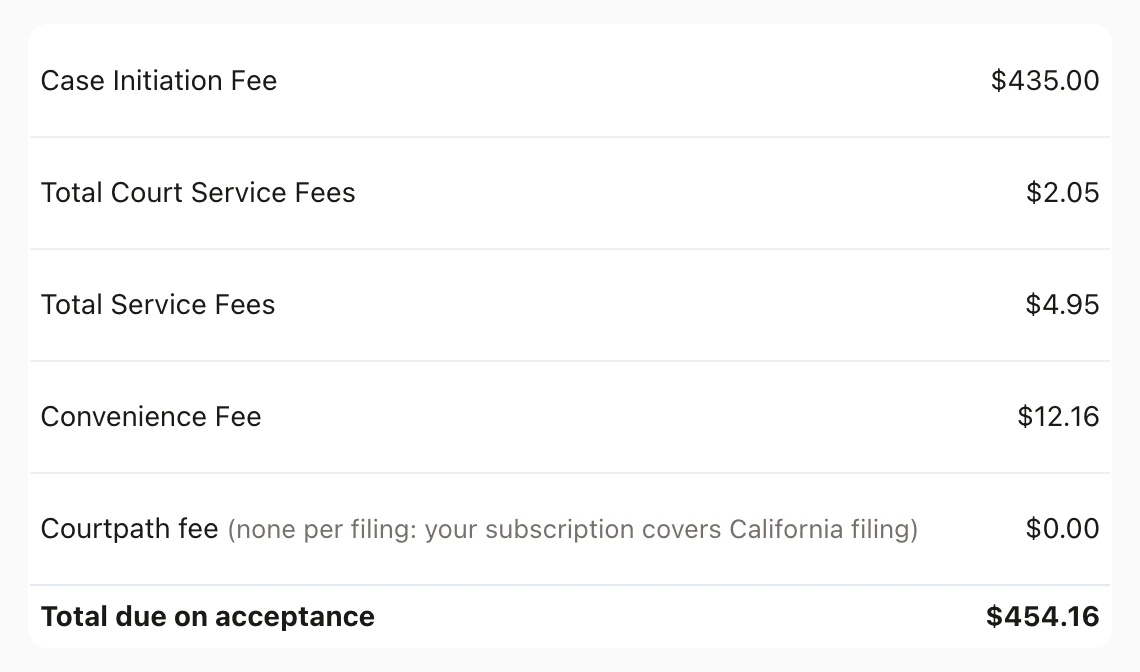 Case Initiation Fee $435.00
Total Court Service Fees $2.05
Total Service Fees $4.95
Convenience Fee $12.16
Courtpath fee (none per filing: your subscription covers California filing) $0.00
Total due on acceptance $454.16